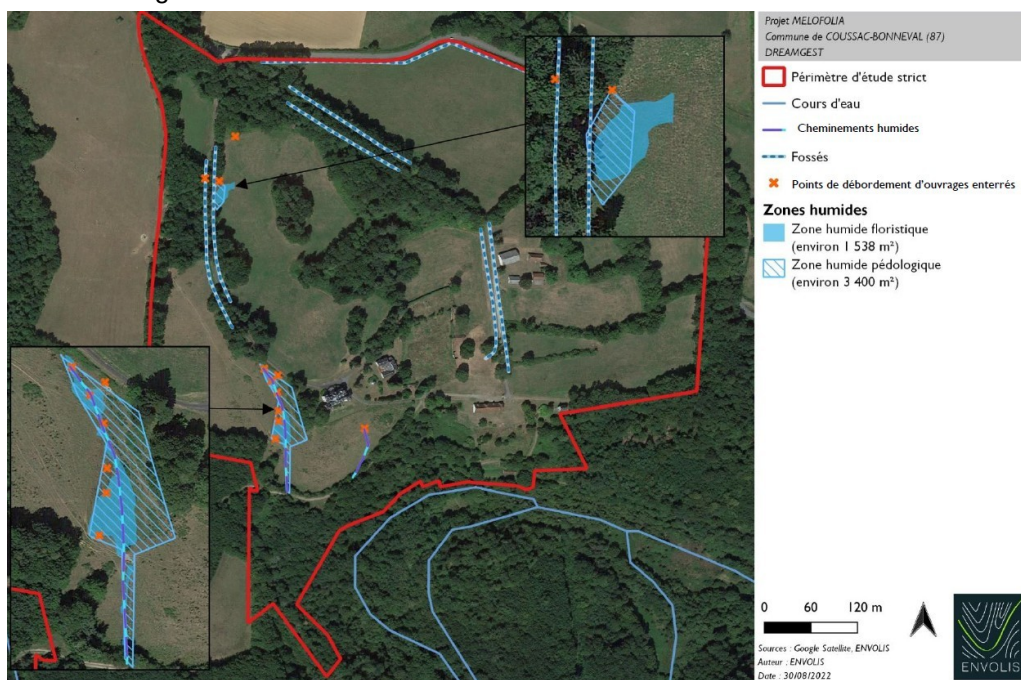 Projet MELOFOLIA
Commune de COUSSAC-BONNEVAL (87)
DREAMGEST
Périmètre d'étude strict
Cours d'eau
Cheminements humides
Fossés
Points de débordement d'ouvrages enterrés
Zones humides
Zone humide floristique
(environ 1 538 m²)
Zone humide pédologique
(environ 3 400 m²)
0 60 120 m
Sources : Google Satellite, ENVOLIS
Auteur : ENVOLIS
Date : 30/08/2022
ENVOLIS